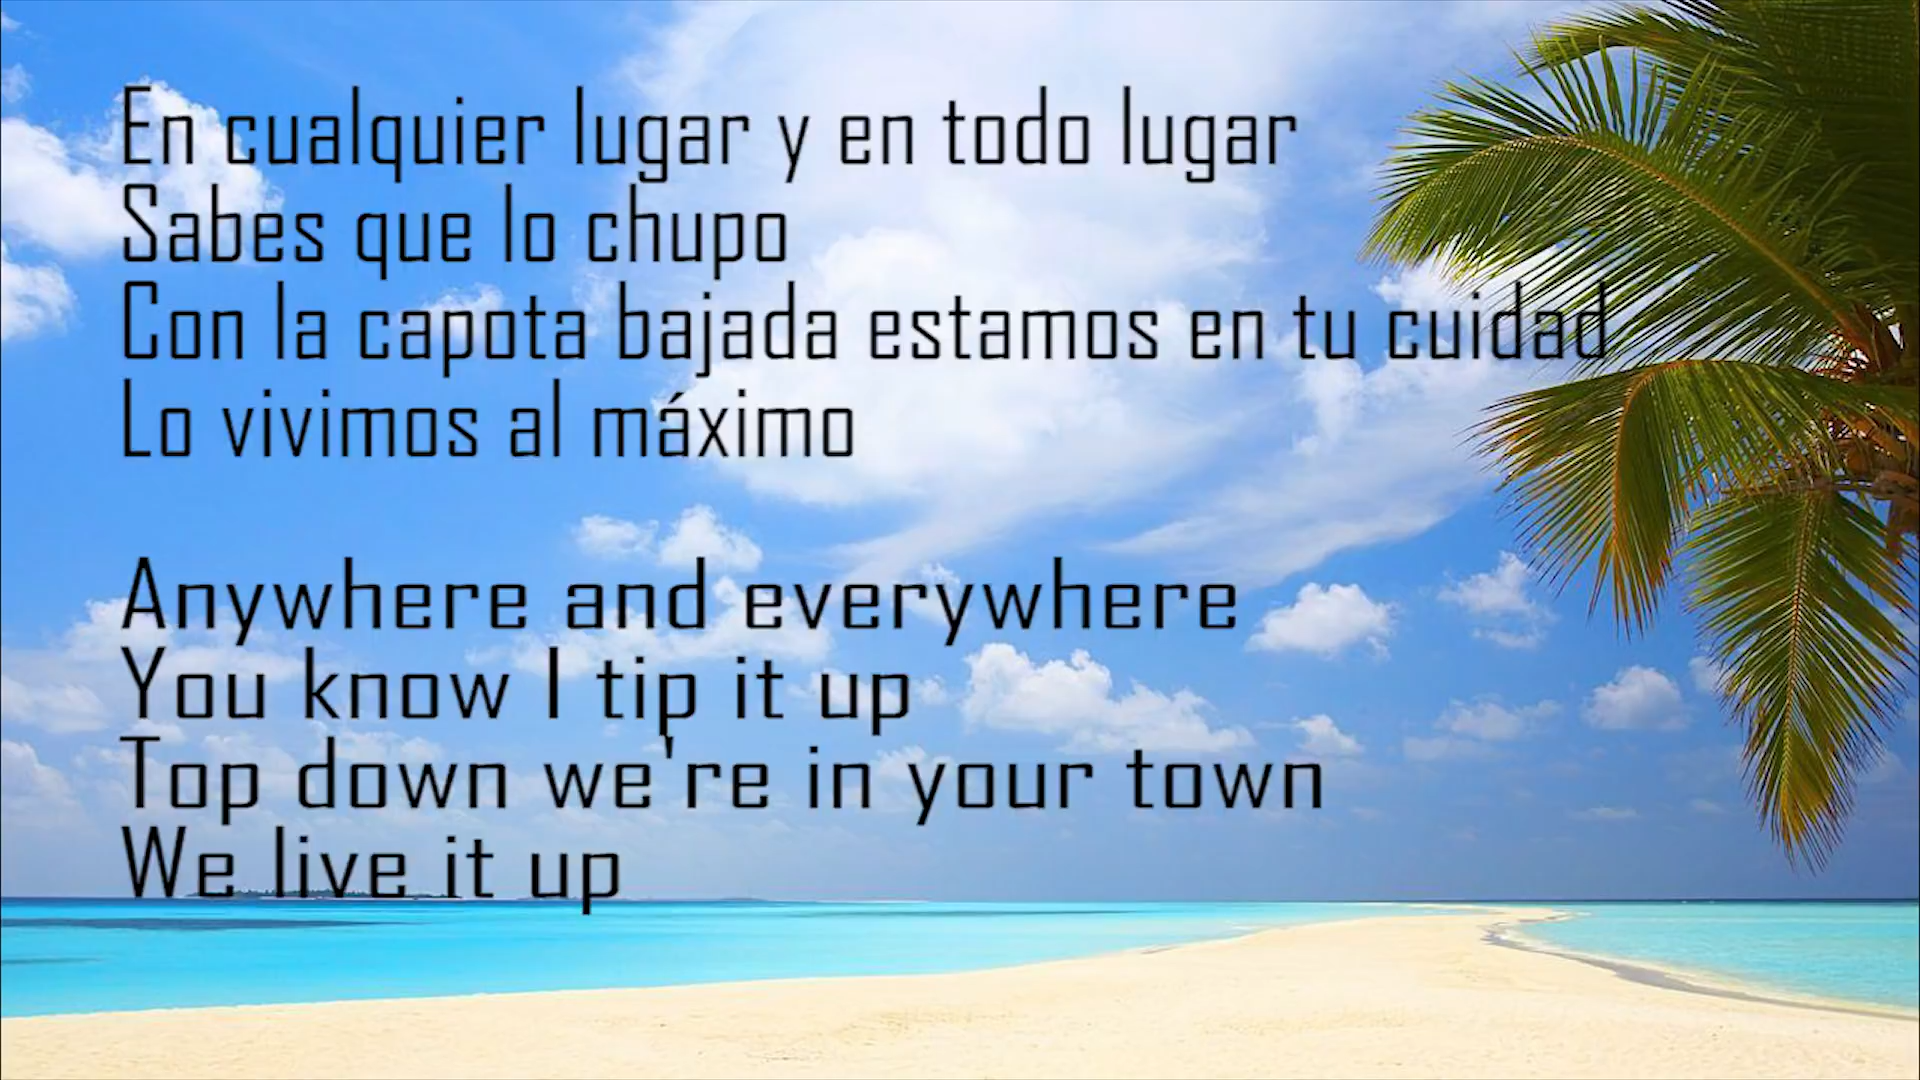 En cualquier lugar y en todo lugar
Sabes que lo chupo
Con la capota bajada estamos en tu cuidad
Lo vivimos al máximo
Anywhere and everywhere
You know I tip it up
Top down we're in your town
We live it up